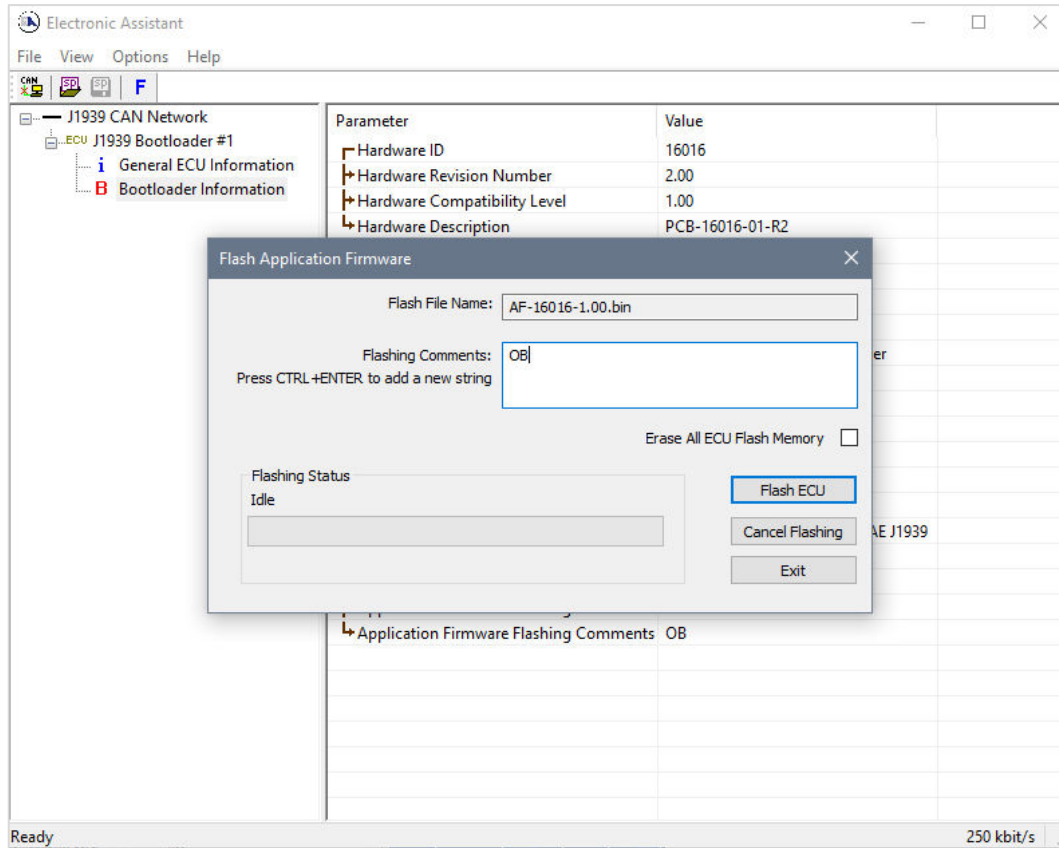 Electronic Assistant
File View Options Help
CAN SP SP F
J1939 CAN Network
ECU J1939 Bootloader #1
i General ECU Information
B Bootloader Information
Parameter Value
Hardware ID 16016
Hardware Revision Number 2.00
Hardware Compatibility Level 1.00
Hardware Description PCB-16016-01-R2
Flash Application Firmware
Flash File Name: AF-16016-1.00.bin
Flashing Comments: OB
Press CTRL+ENTER to add a new string
er
Erase All ECU Flash Memory
Flashing Status
Idle
Flash ECU
Cancel Flashing
AE J1939
Exit
Application Firmware Flashing Comments OB
Ready 250 kbit/s